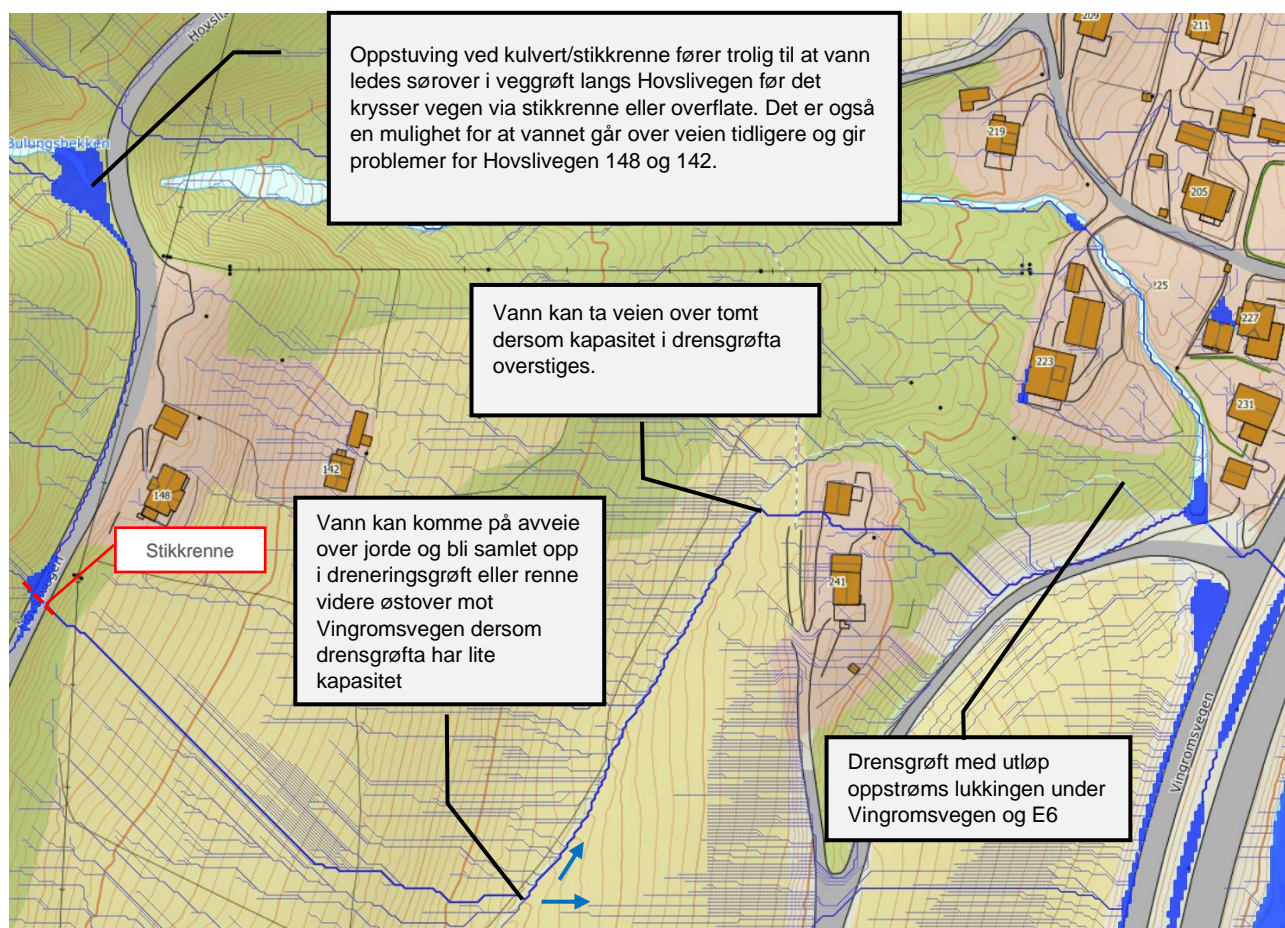 Hovsli
209
211
Oppstuving ved kulvert/stikkrenne fører trolig til at vann
ledes sørover i veggrøft langs Hovslivegen før det
krysser vegen via stikkrenne eller overflate. Det er også
en mulighet for at vannet går over veien tidligere og gir
problemer for Hovslivegen 148 og 142.
219
Bulungsbekken
205
225
Vann kan ta veien over tomt
dersom kapasitet i drensgrøfta
overstiges.
227
223
231
142
148
Vann kan komme på avveie
over jorde og bli samlet opp
i dreneringsgrøft eller renne
videre østover mot
Vingromsvegen dersom
drensgrøfta har lite
kapasitet
Stikkrenne
241
Vingromsvegen
Drensgrøft med utløp
oppstrøms lukkingen under
Vingromsvegen og E6